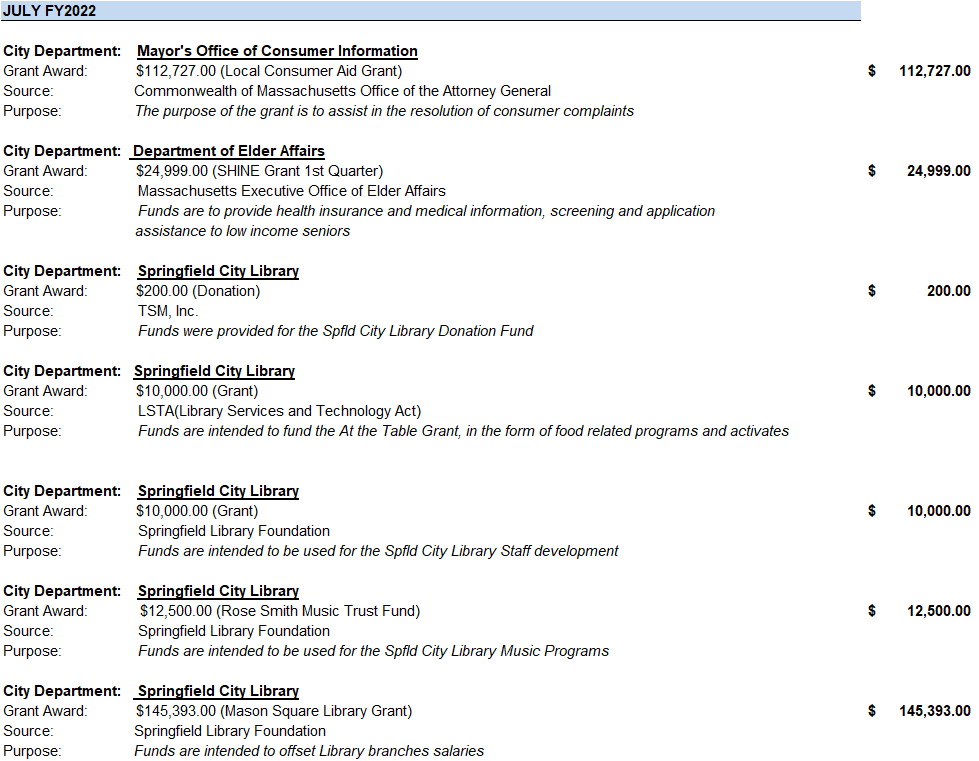 JULY FY2022
City Department: Mayor's Office of Consumer Information
Grant Award: $112,727.00 (Local Consumer Aid Grant) $ 112,727.00
Source: Commonwealth of Massachusetts Office of the Attorney General
Purpose: The purpose of the grant is to assist in the resolution of consumer complaints
City Department: Department of Elder Affairs
Grant Award: $24,999.00 (SHINE Grant 1st Quarter) $ 24,999.00
Source: Massachusetts Executive Office of Elder Affairs
Purpose: Funds are to provide health insurance and medical information, screening and application
assistance to low income seniors
City Department: Springfield City Library
Grant Award: $200.00 (Donation) $ 200.00
Source: TSM, Inc.
Purpose: Funds were provided for the Spfld City Library Donation Fund
City Department: Springfield City Library
Grant Award: $10,000.00 (Grant) $ 10,000.00
Source: LSTA(Library Services and Technology Act)
Purpose: Funds are intended to fund the At the Table Grant, in the form of food related programs and activates
City Department: Springfield City Library
Grant Award: $10,000.00 (Grant) $ 10,000.00
Source: Springfield Library Foundation
Purpose: Funds are intended to be used for the Spfld City Library Staff development
City Department: Springfield City Library
Grant Award: $12,500.00 (Rose Smith Music Trust Fund) $ 12,500.00
Source: Springfield Library Foundation
Purpose: Funds are intended to be used for the Spfld City Library Music Programs
City Department: Springfield City Library
Grant Award: $145,393.00 (Mason Square Library Grant) $ 145,393.00
Source: Springfield Library Foundation
Purpose: Funds are intended to offset Library branches salaries